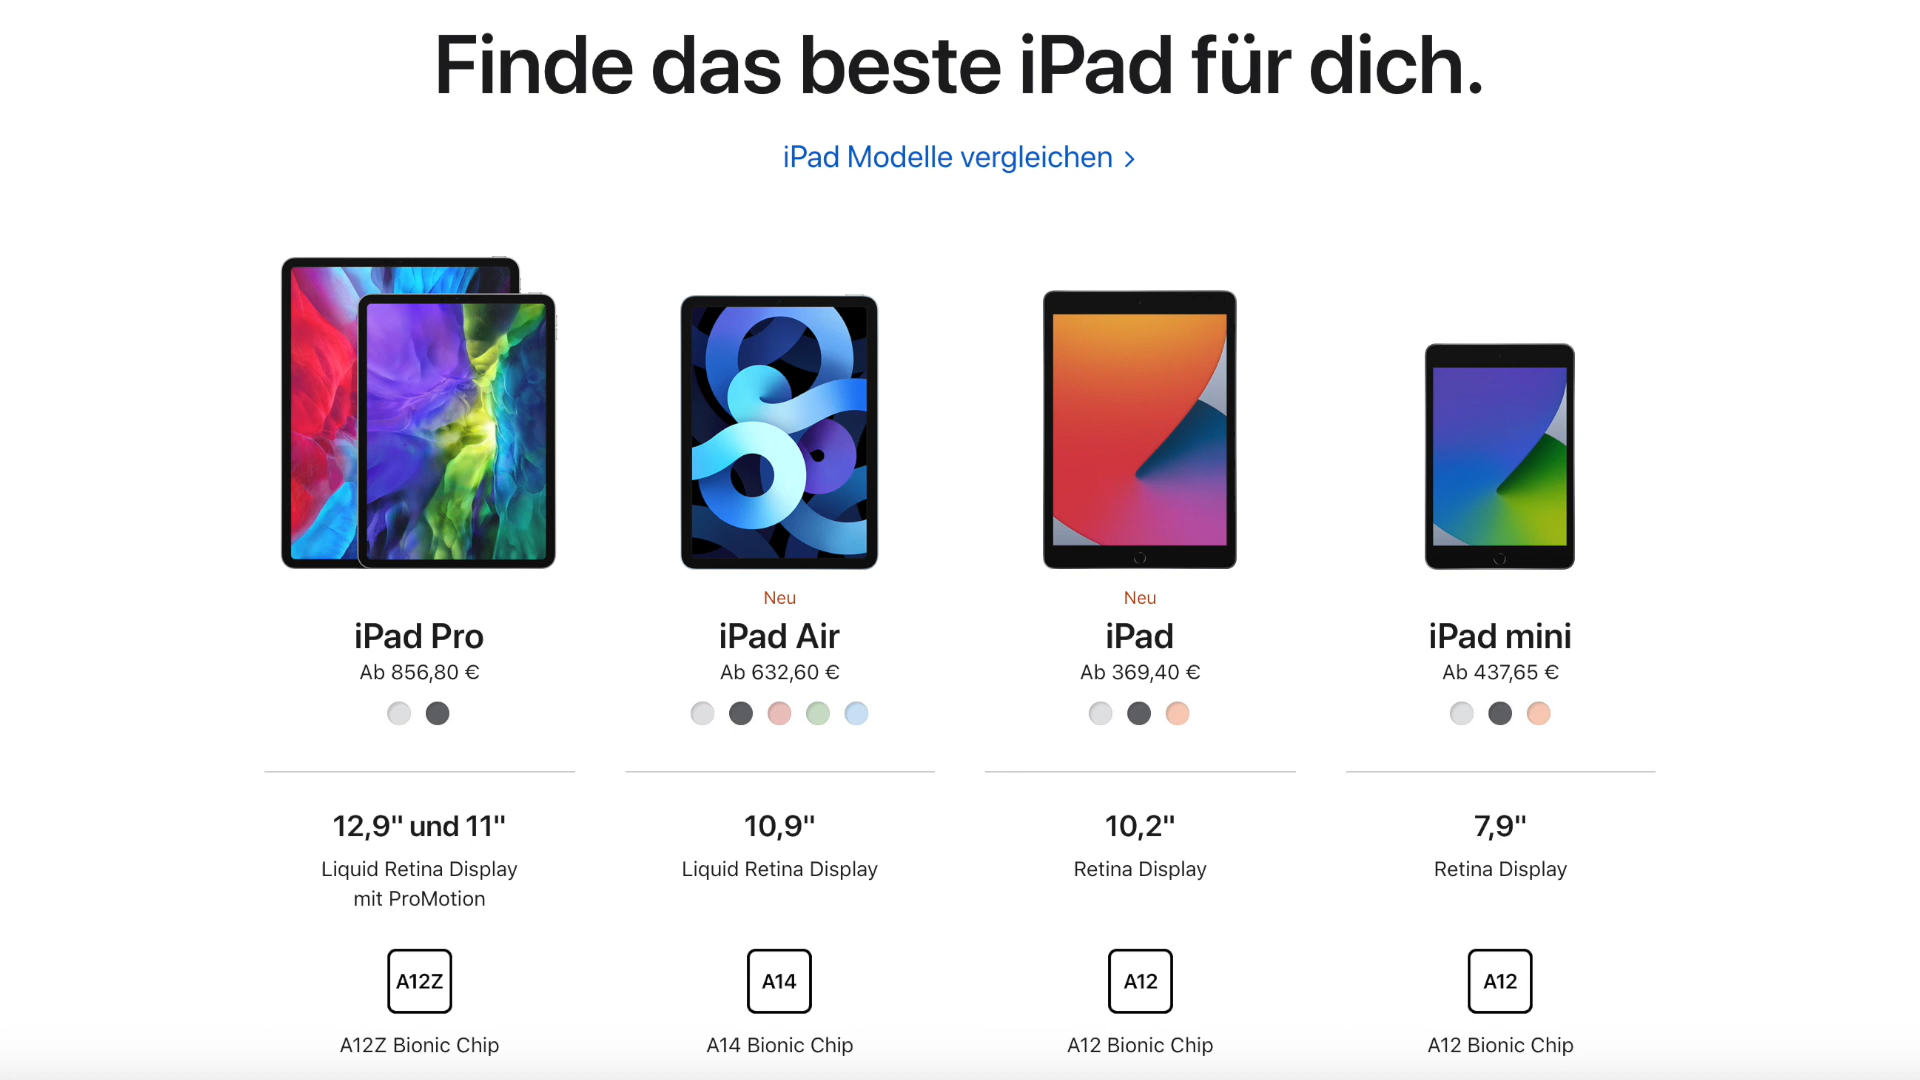 Finde das beste iPad für dich.
iPad Modelle vergleichen >
Neu
Neu
iPad Pro
iPad Air
iPad
iPad mini
Ab 856,80 €
Ab 632,60 €
Ab 369,40 €
Ab 437,65 €
12,9" und 11"
10,9"
10,2"
7,9"
Liquid Retina Display
mit ProMotion
Liquid Retina Display
Retina Display
Retina Display
A12Z
A14
A12
A12
A12Z Bionic Chip
A14 Bionic Chip
A12 Bionic Chip
A12 Bionic Chip